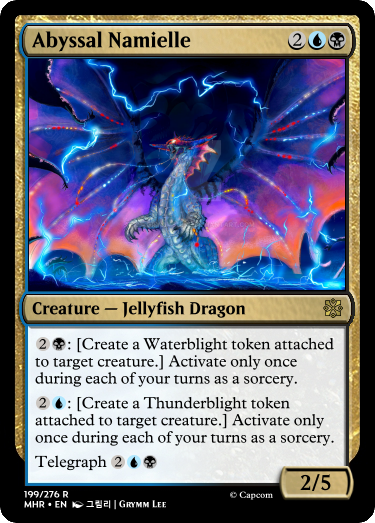 Abyssal Namielle 2
2: [Create a Waterblight token attached
to target creature.] Activate only once
during each of your turns as a sorcery.
2: [Create a Thunderblight token
attached to target creature.] Activate only
once during each of your turns as a sorcery.
Telegraph 2
Creature — Jellyfish Dragon
2/5
199/276 R
MHR • EN 그림리 | Grymm Lee
© Capcom